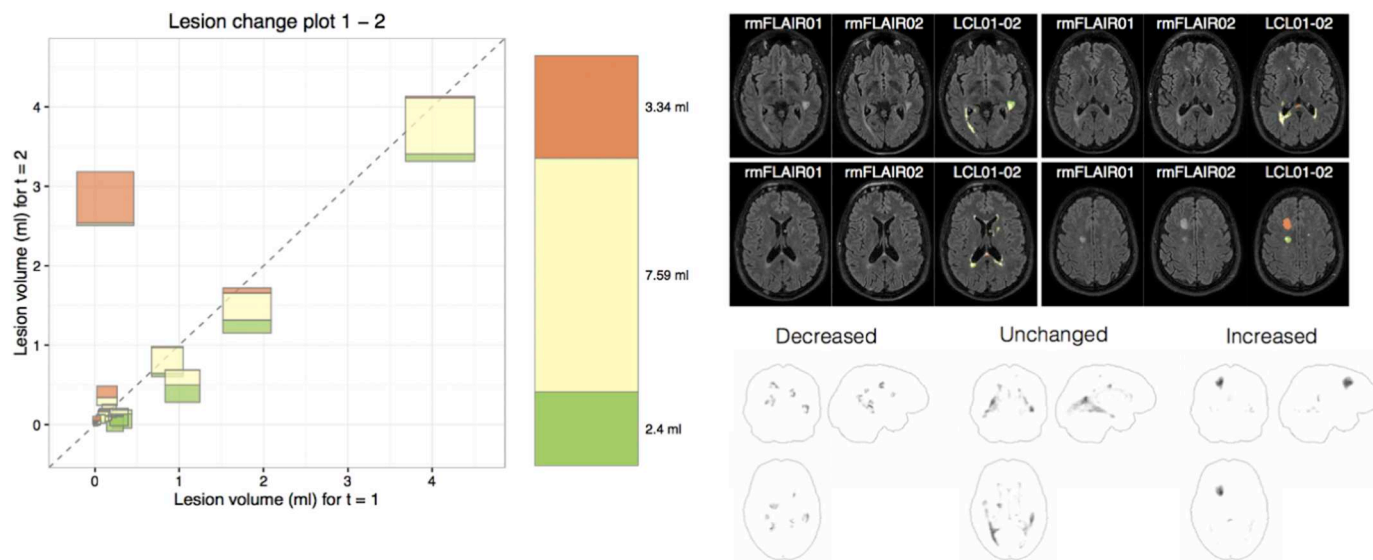 Lesion change plot 1 − 2
Lesion volume (ml) for t = 2
4
3
2
1
0
0 1 2 3 4
Lesion volume (ml) for t = 1
3.34 ml
7.59 ml
2.4 ml
rmFLAIR01 rmFLAIR02 LCL01-02 rmFLAIR01 rmFLAIR02 LCL01-02
rmFLAIR01 rmFLAIR02 LCL01-02 rmFLAIR01 rmFLAIR02 LCL01-02
Decreased Unchanged Increased